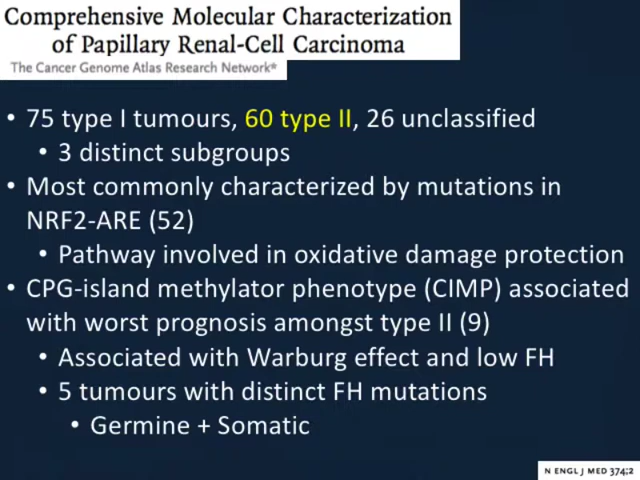 Comprehensive Molecular Characterization
of Papillary Renal-Cell Carcinoma
The Cancer Genome Atlas Research Network*
• 75 type I tumours, 60 type II, 26 unclassified
• 3 distinct subgroups
• Most commonly characterized by mutations in
NRF2-ARE (52)
• Pathway involved in oxidative damage protection
• CPG-island methylator phenotype (CIMP) associated
with worst prognosis amongst type II (9)
• Associated with Warburg effect and low FH
• 5 tumours with distinct FH mutations
• Germine + Somatic
N ENGL J MED 374;2